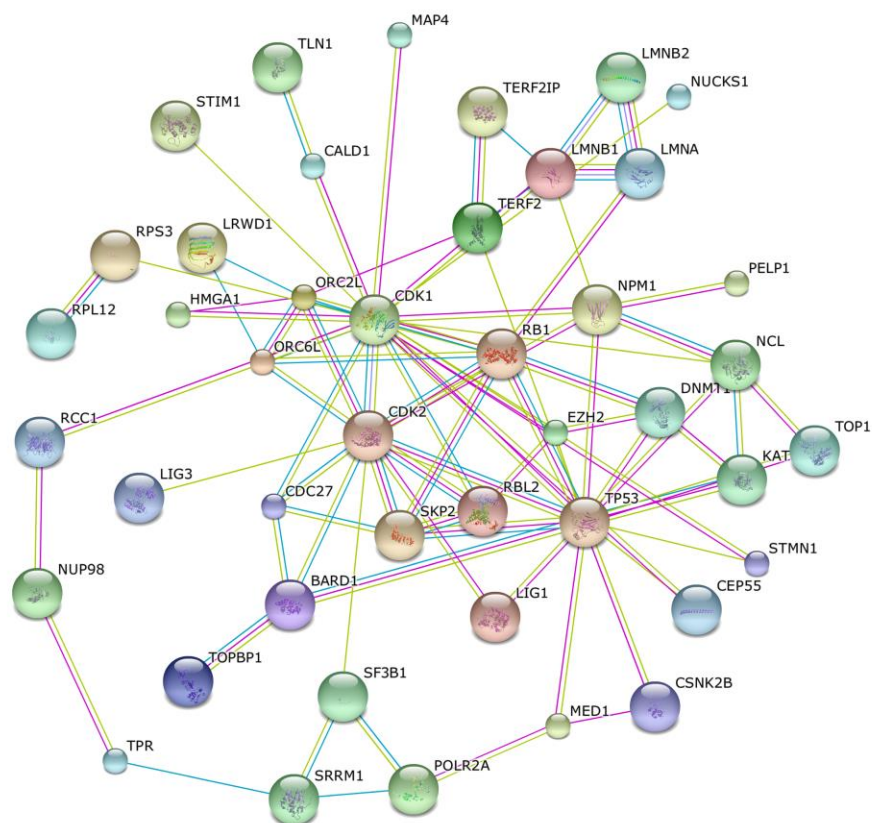 MAP4
TLN1
LMNB2
TERF2IP
NUCKS1
STIM1
CALD1
LMNB1
LMNA
TERF2
RPS3
LRWD1
ORC2L
NPM1
PELP1
HMGA1
CDK1
RPL12
RB1
NCL
ORC6L
DNMT1
EZH2
RCC1
CDK2
TOP1
KAT
LIG3
RBL2
TP53
CDC27
SKP2
STMN1
NUP98
BARD1
CEP55
LIG1
TOPBP1
SF3B1
CSNK2B
MED1
TPR
POLR2A
SRRM1